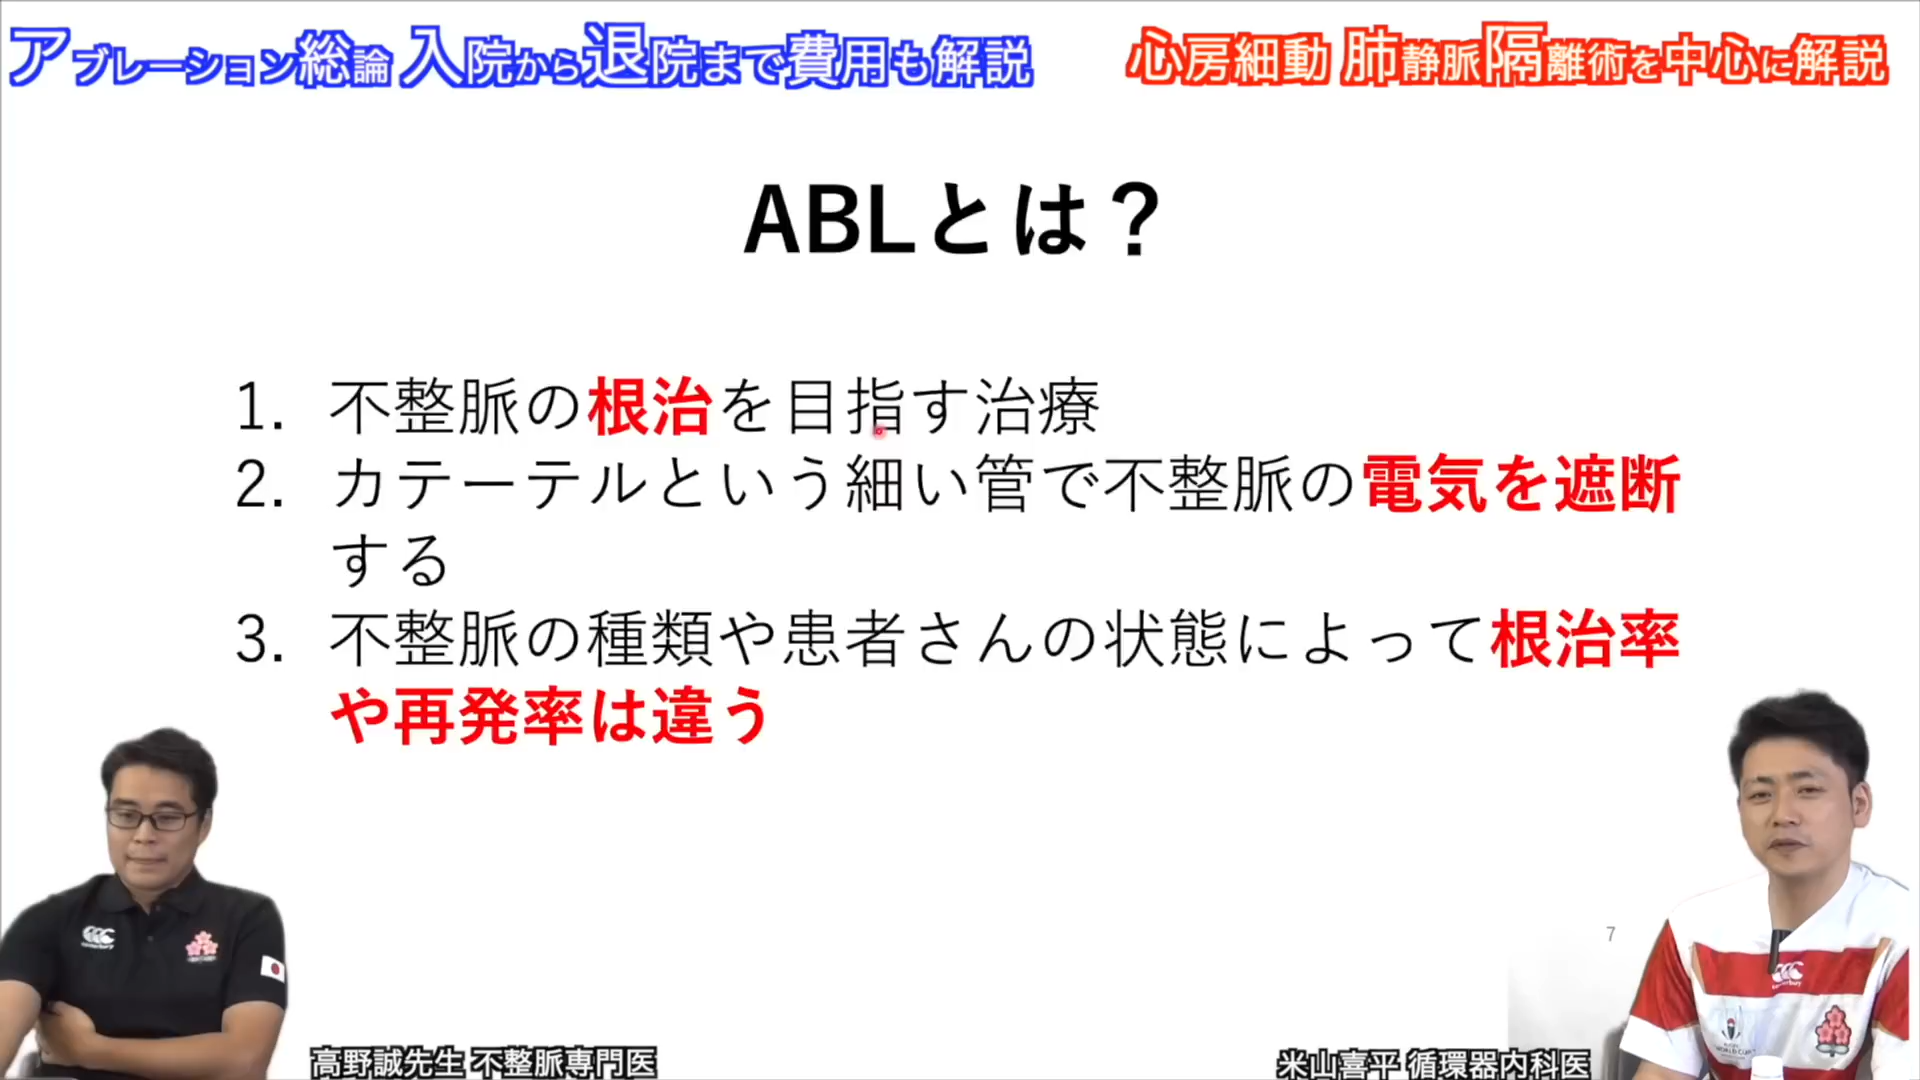 アブレーション総論 入院から退院まで費用も解説
心房細動 肺静脈隔離術を中心に解説
ABLとは？
1. 不整脈の根治を目指す治療
2. カテーテルという細い管で不整脈の電気を遮断
する
3. 不整脈の種類や患者さんの状態によって根治率
や再発率は違う
7
canterbury
canterbury
高野誠先生 不整脈専門医
米山喜平 循環器内科医